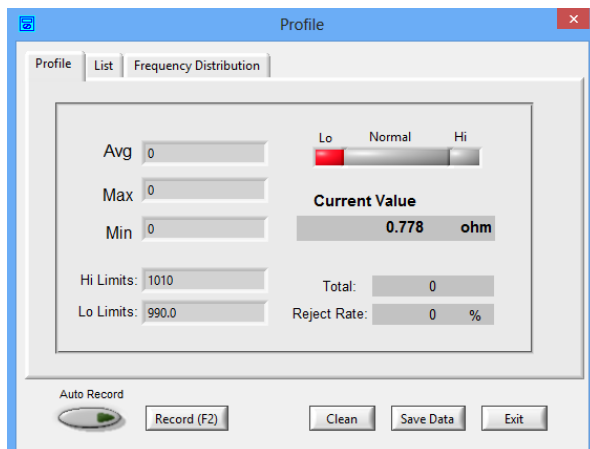 Profile
Profile List Frequency Distribution
Lo Normal Hi
Avg 0
Max 0
Min 0
Current Value
0.778 ohm
Hi Limits: 1010
Lo Limits: 990.0
Total: 0
Reject Rate: 0 %
Auto Record
Record (F2) Clean Save Data Exit